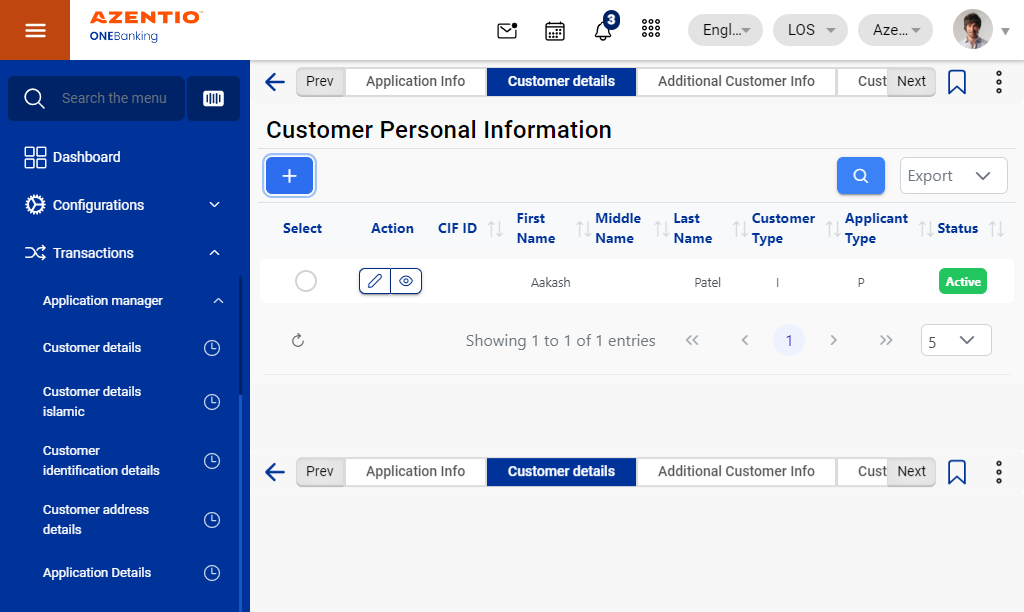 AZENTIO
ONEBanking
3
Engl...
LOS
Aze...
Search the menu
Dashboard
Configurations
Transactions
Application manager
Customer details
Customer details
islamic
Customer
identification details
Customer address
details
Application Details
Prev
Application Info
Customer details
Additional Customer Info
Cust
Next
Customer Personal Information
Export
Select
Action
CIF ID
First
Name
Middle
Name
Last
Name
Customer
Type
Applicant
Type
Status
Aakash
Patel
I
P
Active
Showing 1 to 1 of 1 entries
<<
<
1
>
>>
5
Prev
Application Info
Customer details
Additional Customer Info
Cust
Next